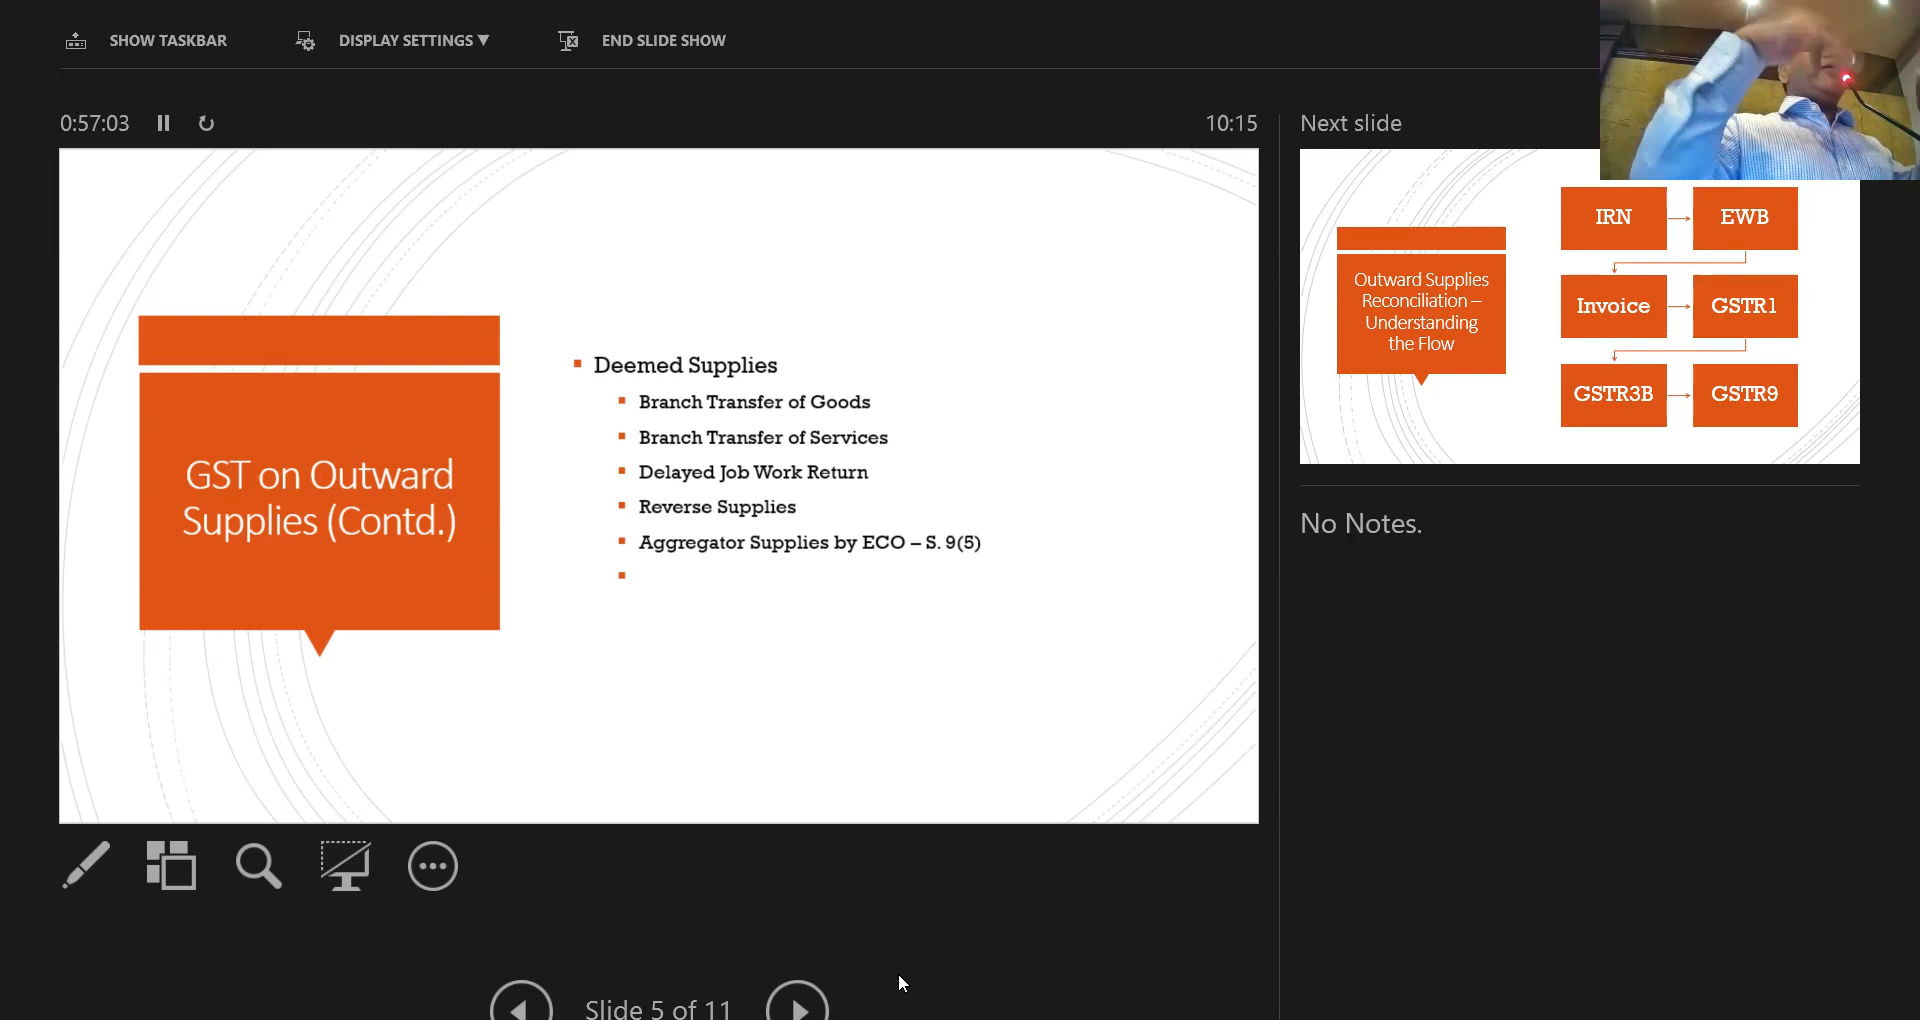 SHOW TASKBAR
DISPLAY SETTINGS ▼
END SLIDE SHOW
0:57:03
10:15
GST on Outward
Supplies (Contd.)
Deemed Supplies
Branch Transfer of Goods
Branch Transfer of Services
Delayed Job Work Return
Reverse Supplies
Aggregator Supplies by ECO – S. 9(5)
Slide 5 of 11
Next slide
Outward Supplies
Reconciliation –
Understanding
the Flow
IRN
EWB
Invoice
GSTR1
GSTR3B
GSTR9
No Notes.